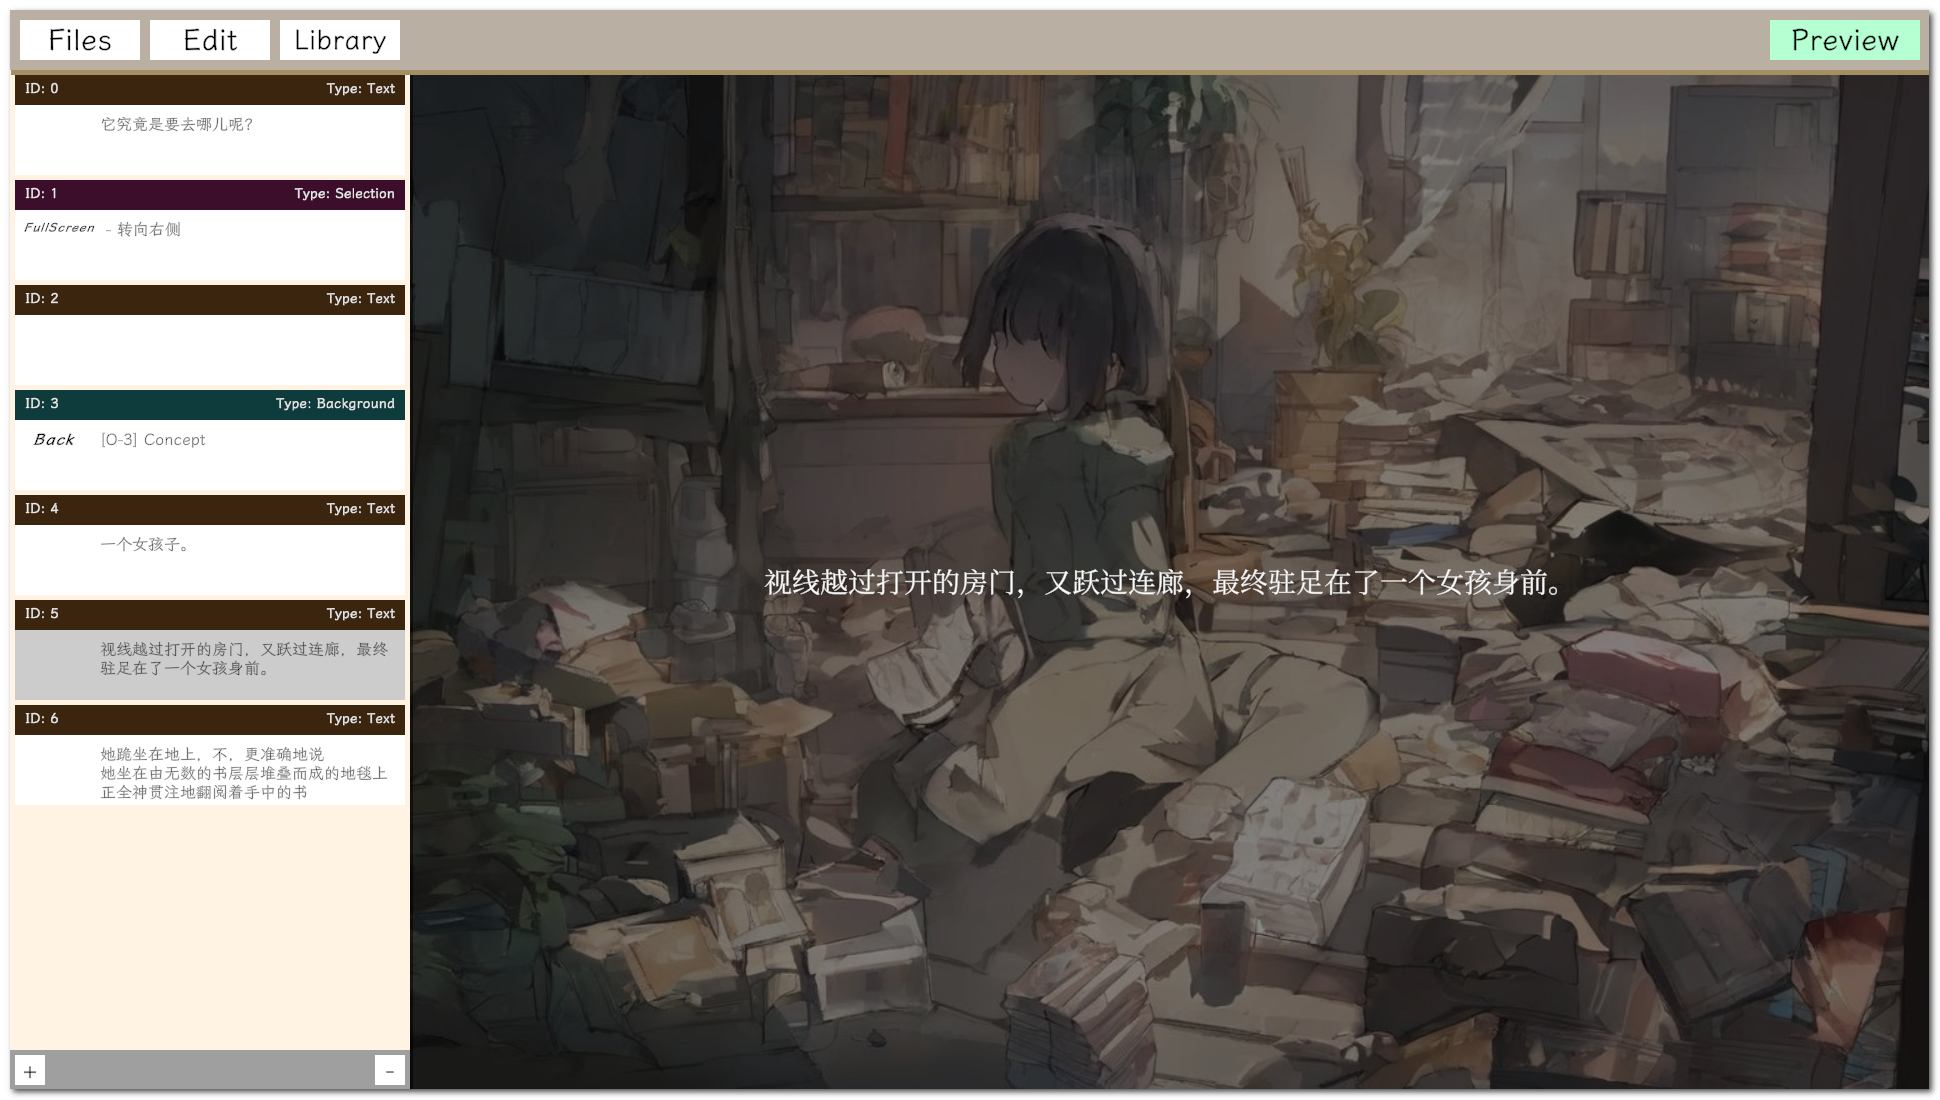 Files
Edit
Library
Preview
ID: 0
Type: Text
它究竟是要去哪儿呢？
ID: 1
Type: Selection
FullScreen
- 转向右侧
ID: 2
Type: Text
ID: 3
Type: Background
Back
[O-3] Concept
ID: 4
Type: Text
一个女孩子。
ID: 5
Type: Text
视线越过打开的房门，又跃过连廊，最终
驻足在了一个女孩身前。
ID: 6
Type: Text
她跪坐在地上，不，更准确地说
她坐在由无数的书层层堆叠而成的地毯上
正全神贯注地翻阅着手中的书
+
-
视线越过打开的房门，又跃过连廊，最终驻足在了一个女孩身前。